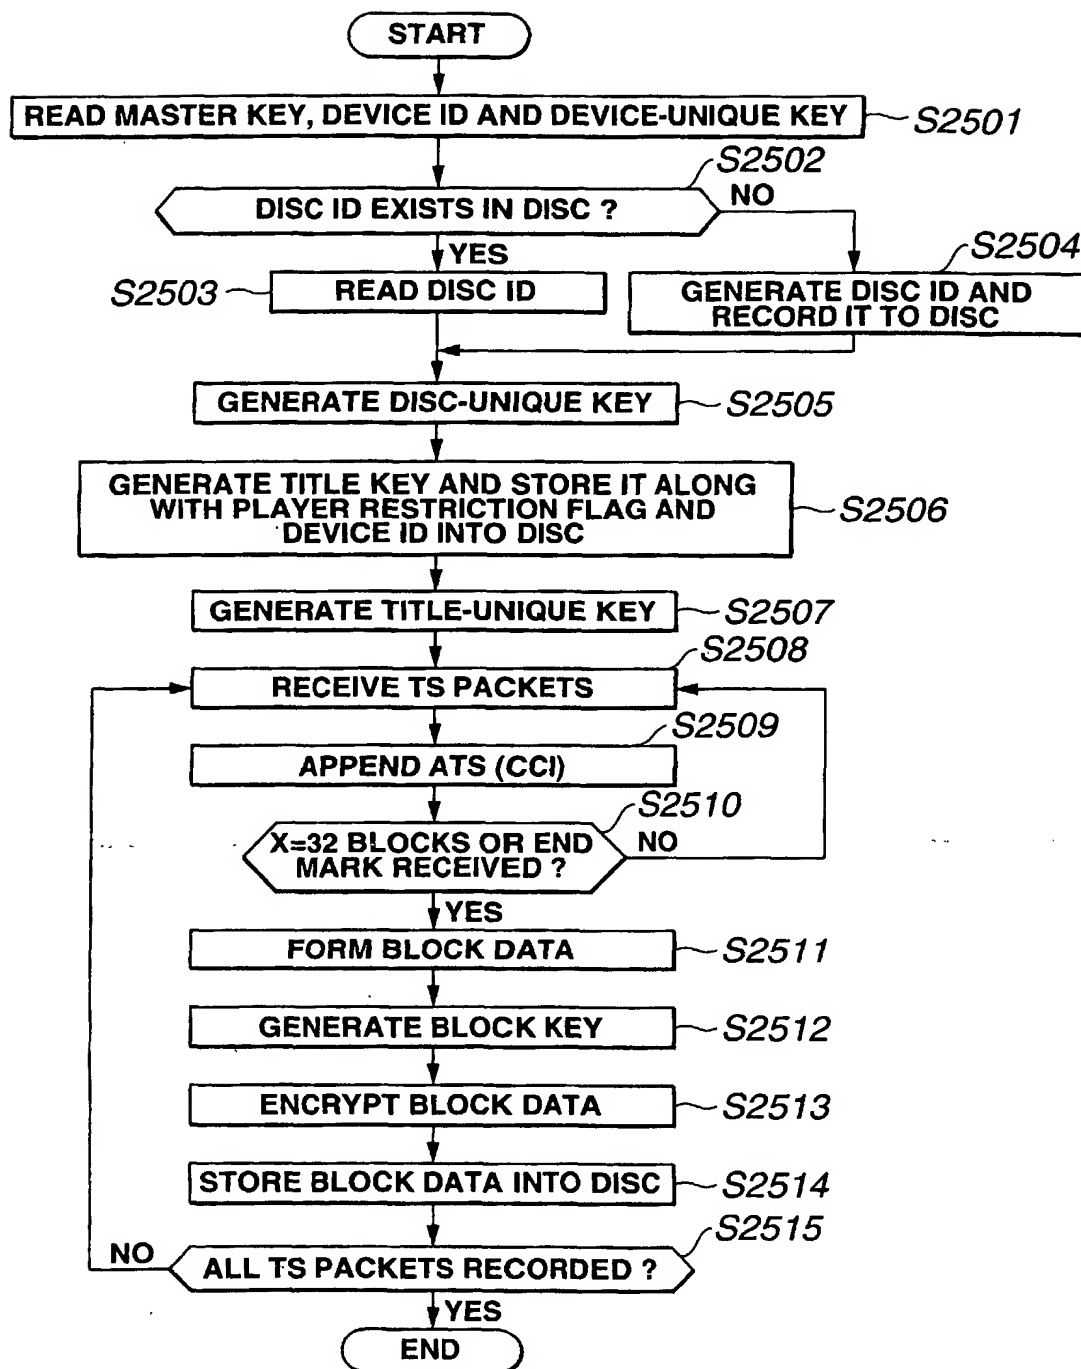 START
READ MASTER KEY, DEVICE ID AND DEVICE-UNIQUE KEY
S2501
S2502
DISC ID EXISTS IN DISC ?
NO
YES
S2503
READ DISC ID
S2504
GENERATE DISC ID AND
RECORD IT TO DISC
GENERATE DISC-UNIQUE KEY
S2505
GENERATE TITLE KEY AND STORE IT ALONG
WITH PLAYER RESTRICTION FLAG AND
DEVICE ID INTO DISC
S2506
GENERATE TITLE-UNIQUE KEY
S2507
S2508
RECEIVE TS PACKETS
S2509
APPEND ATS (CCI)
S2510
X=32 BLOCKS OR END
MARK RECEIVED ?
NO
YES
FORM BLOCK DATA
S2511
GENERATE BLOCK KEY
S2512
ENCRYPT BLOCK DATA
S2513
STORE BLOCK DATA INTO DISC
S2514
S2515
NO
ALL TS PACKETS RECORDED ?
YES
END